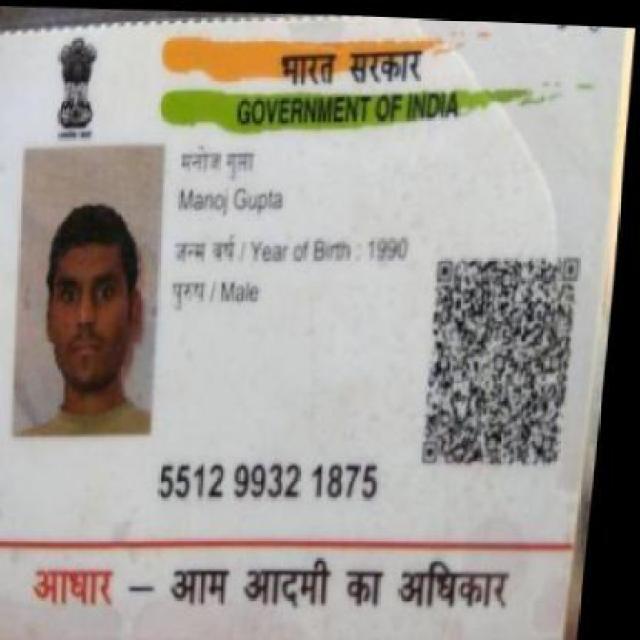 भारत सरकार
GOVERNMENT OF INDIA
मनोज गुप्ता
Manoj Gupta
जन्म वर्ष / Year of Birth : 1990
पुरुष / Male
5512 9932 1875
आधार – आम आदमी का अधिकार